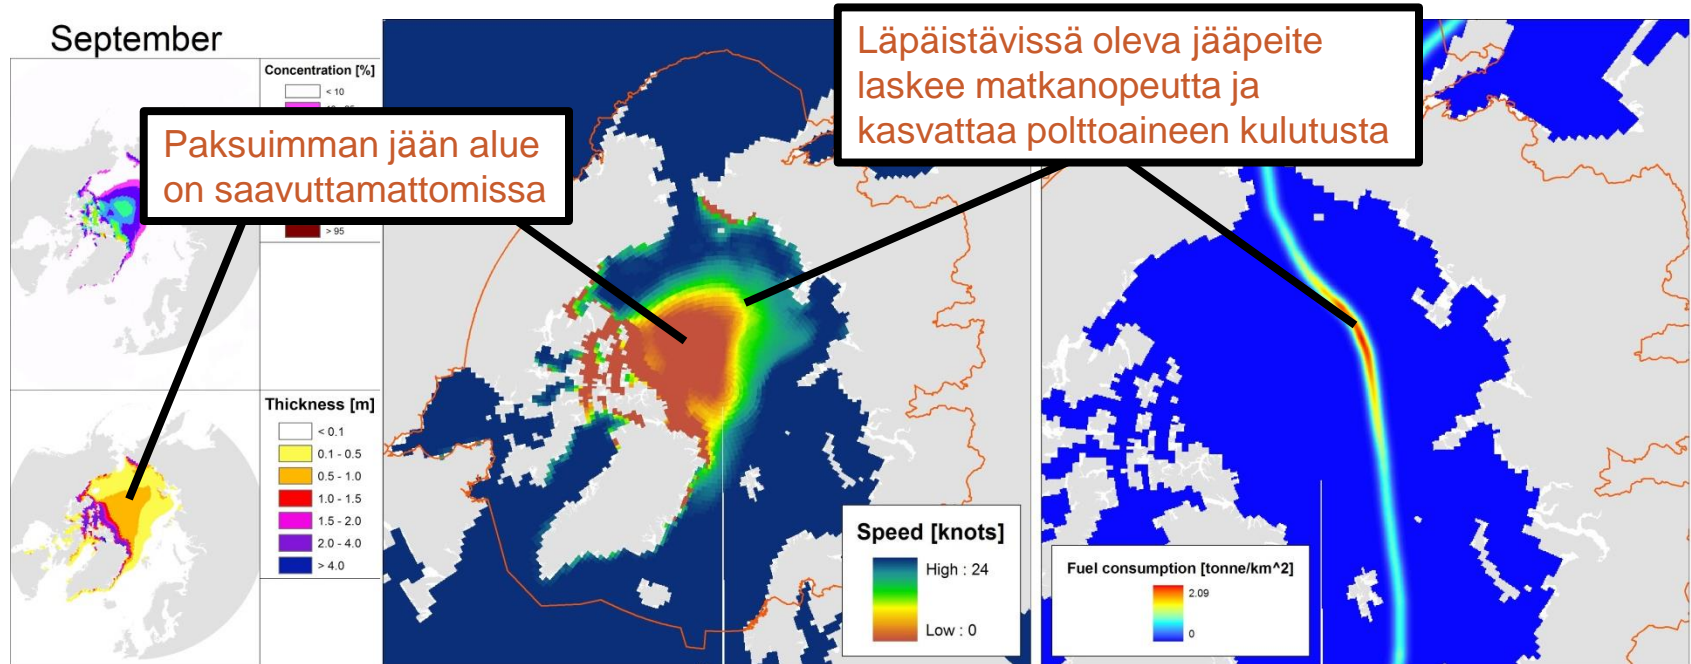 September
Concentration [%]
< 10
> 95
Paksuimman jään alue
on saavuttamattomissa
Läpäistävissä oleva jääpeite
laskee matkanopeutta ja
kasvattaa polttoaineen kulutusta
Thickness [m]
< 0.1
0.1 - 0.5
0.5 - 1.0
1.0 - 1.5
1.5 - 2.0
2.0 - 4.0
> 4.0
Speed [knots]
High : 24
Low : 0
Fuel consumption [tonne/km^2]
2.09
0